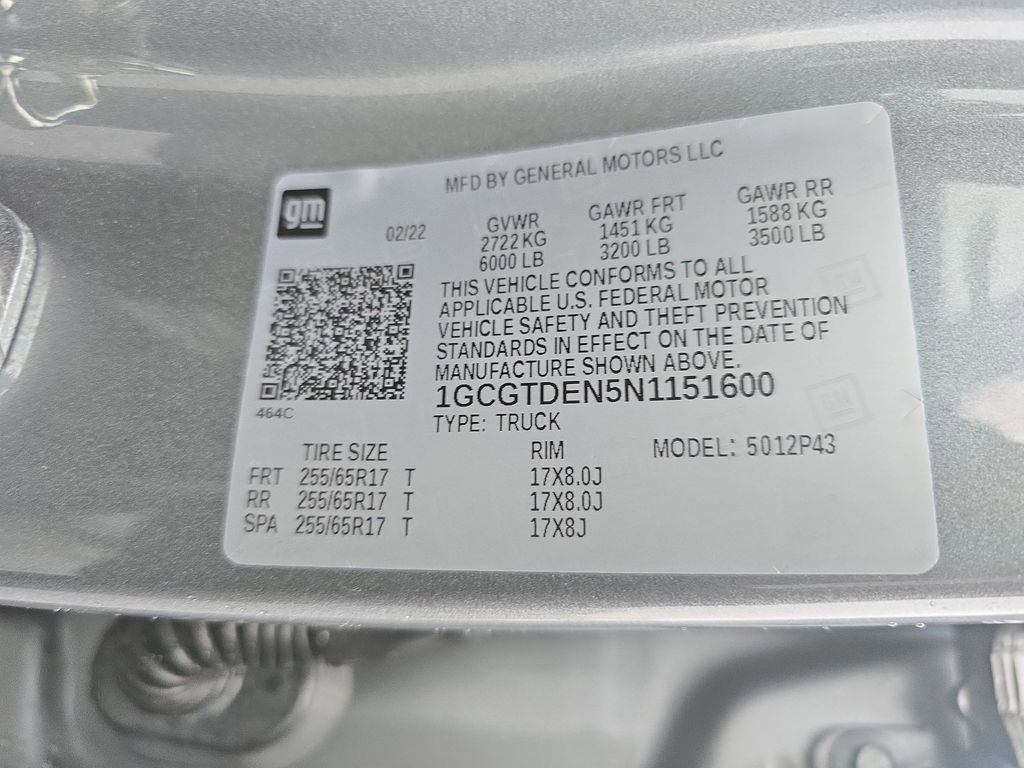 MFD BY GENERAL MOTORS LLC
gm
02/22
GVWR GAWR FRT GAWR RR
2722 KG 1451 KG 1588 KG
6000 LB 3200 LB 3500 LB
THIS VEHICLE CONFORMS TO ALL
APPLICABLE U.S. FEDERAL MOTOR
VEHICLE SAFETY AND THEFT PREVENTION
STANDARDS IN EFFECT ON THE DATE OF
MANUFACTURE SHOWN ABOVE.
1GCGTDEN5N1151600
464C
TYPE: TRUCK
TIRE SIZE RIM MODEL: 5012P43
FRT 255/65R17 T 17X8.0J
RR 255/65R17 T 17X8.0J
SPA 255/65R17 T 17X8J